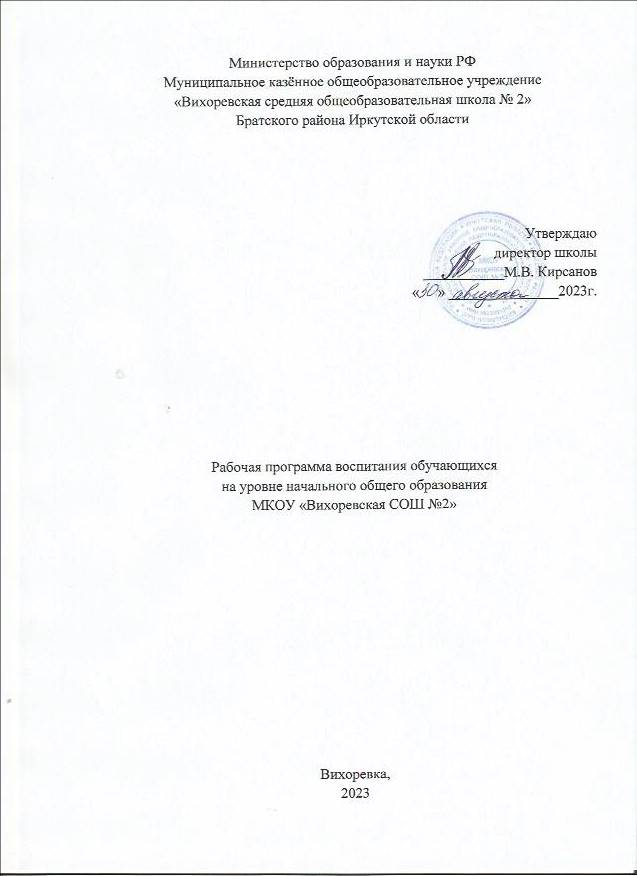 Министерство образования и науки РФ
Муниципальное казённое общеобразовательное учреждение
«Вихоревская средняя общеобразовательная школа № 2»
Братского района Иркутской области
Утверждаю
директор школы
М.В. Кирсанов
«30» августа 2023г.
Рабочая программа воспитания обучающихся
на уровне начального общего образования
МКОУ «Вихоревская СОШ №2»
Вихоревка,
2023